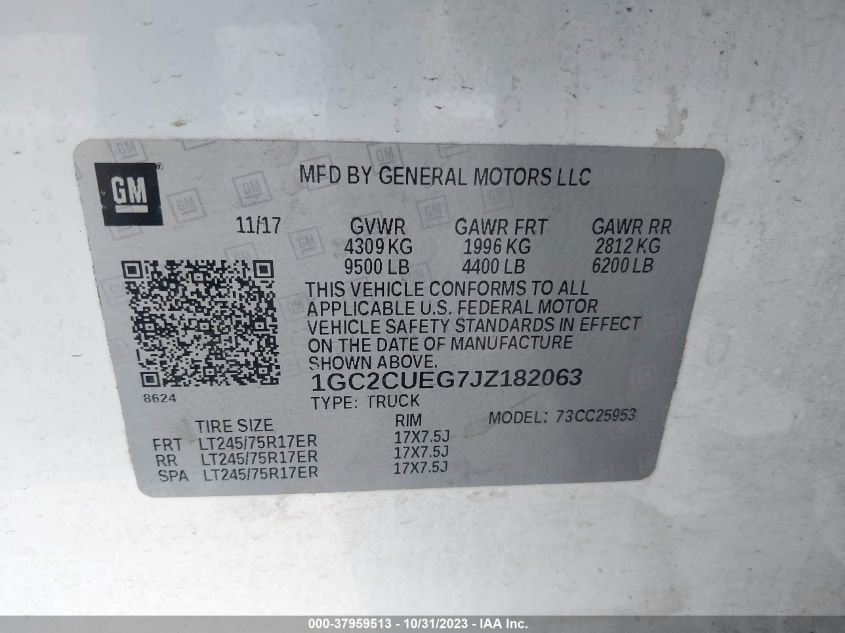 GM
MFD BY GENERAL MOTORS LLC
11/17 GVWR GAWR FRT GAWR RR
4309 KG 1996 KG 2812 KG
9500 LB 4400 LB 6200 LB
THIS VEHICLE CONFORMS TO ALL
APPLICABLE U.S. FEDERAL MOTOR
VEHICLE SAFETY STANDARDS IN EFFECT
ON THE DATE OF MANUFACTURE
SHOWN ABOVE.
1GC2CUEG7JZ182063
8624
TYPE: TRUCK
TIRE SIZE RIM MODEL: 73CC25953
FRT LT245/75R17ER 17X7.5J
RR LT245/75R17ER 17X7.5J
SPA LT245/75R17ER 17X7.5J
000-37959513 - 10/31/2023 - IAA Inc.